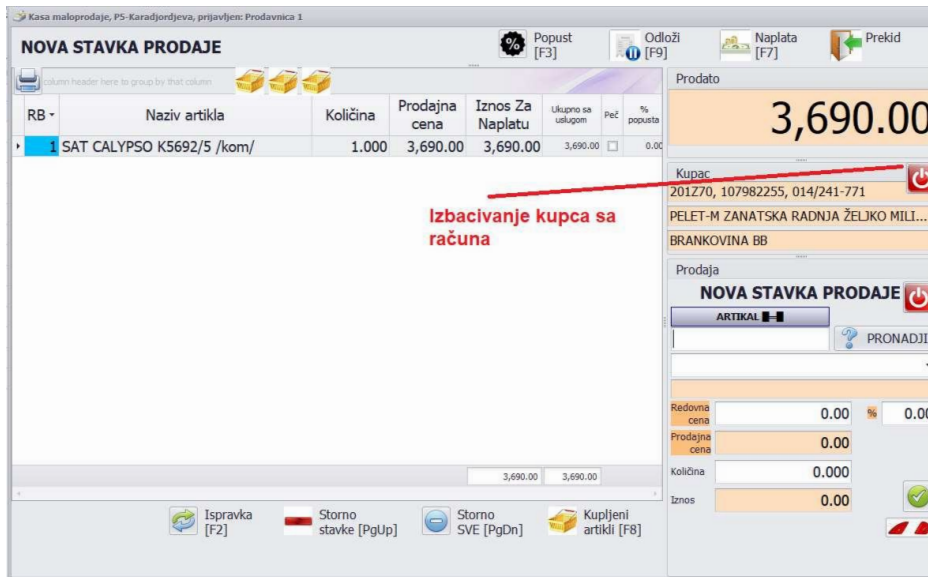 Kasa maloprodaje, P5-Karadjordjeva, prijavljen: Prodavnica 1
NOVA STAVKA PRODAJE
Popust [F3]
Odloži [F9]
Naplata [F7]
Prekid
column header here to group by that column
RB
Naziv artikla
Količina
Prodajna cena
Iznos Za Naplatu
Ukupno sa uslugom
Peč
% popusta
1 SAT CALYPSO K5692/5 /kom/ 1.000 3,690.00 3,690.00 3,690.00 0.00
Izbacivanje kupca sa
računa
3,690.00 3,690.00
Ispravka [F2]
Storno stavke [PgUp]
Storno SVE [PgDn]
Kupljeni artikli [F8]
Prodato
3,690.00
Kupac
201Z70, 107982255, 014/241-771
PELET-M ZANATSKA RADNJA ŽELJKO MILI...
BRANKOVINA BB
Prodaja
NOVA STAVKA PRODAJE
ARTIKAL
PRONADJI
Redovna cena 0.00 % 0.00
Prodajna cena 0.00
Količina 0.000
Iznos 0.00